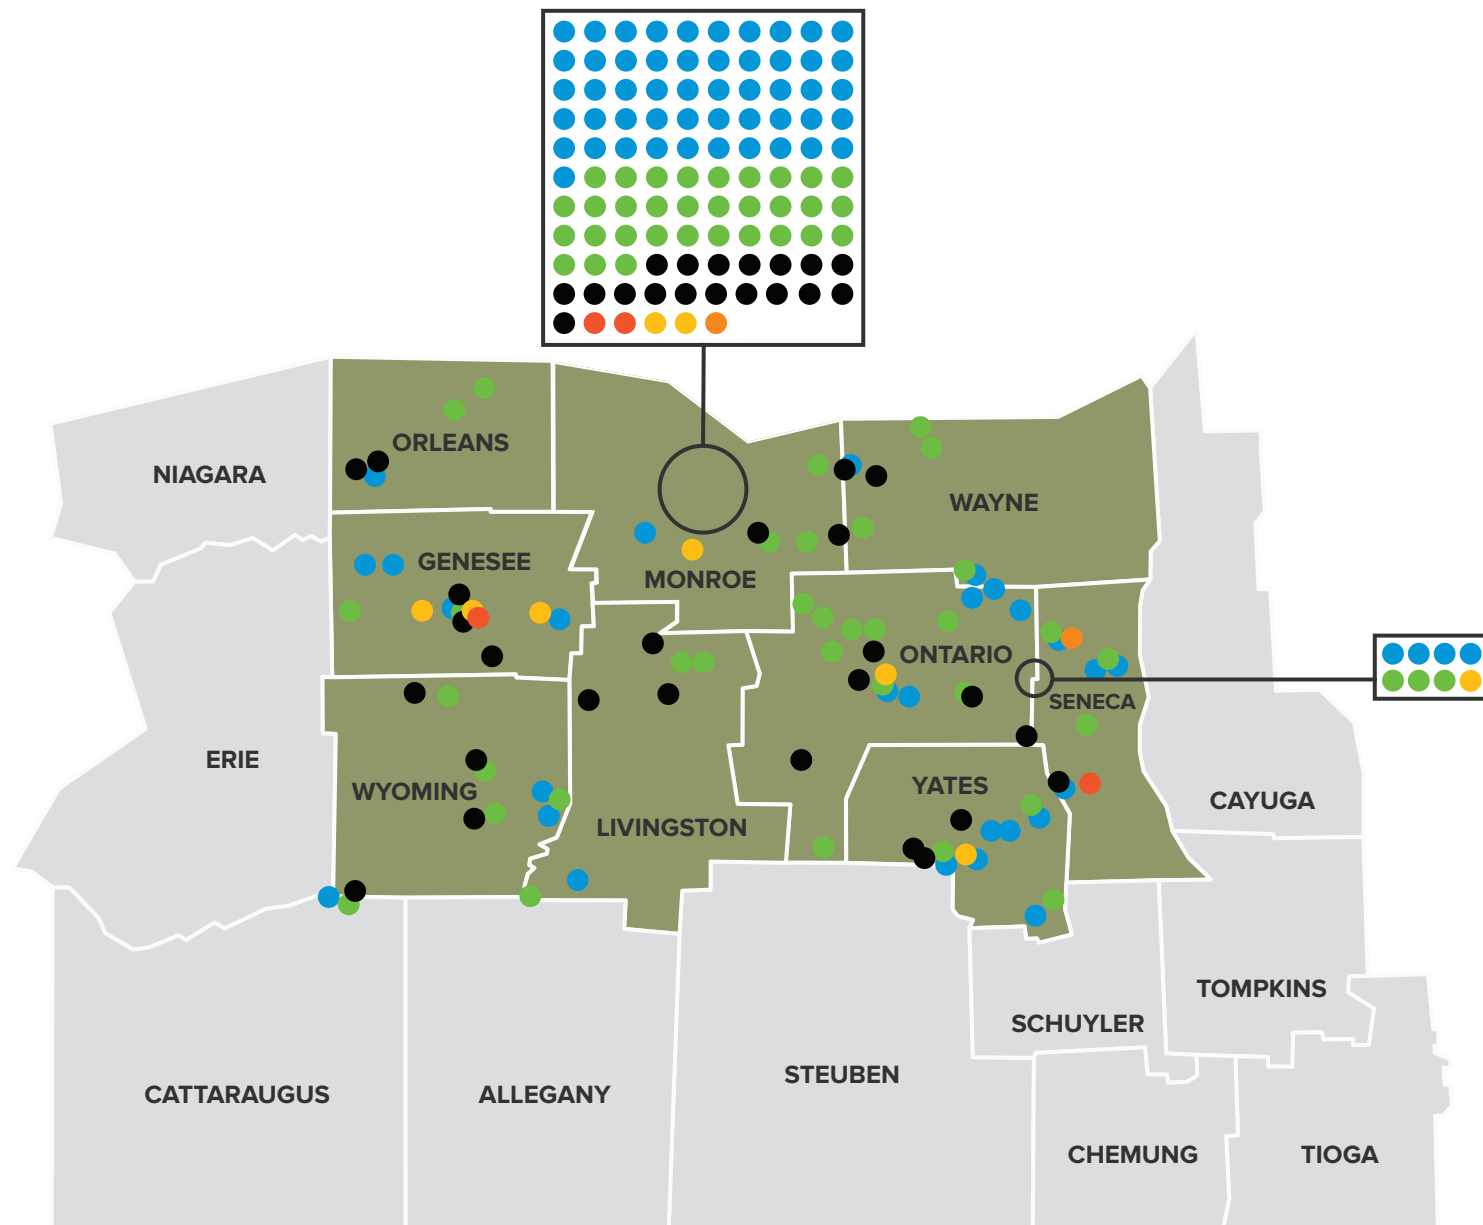 ORLEANS
NIAGARA
WAYNE
GENESEE
MONROE
ONTARIO
SENECA
ERIE
WYOMING
YATES
CAYUGA
LIVINGSTON
TOMPKINS
SCHUYLER
STEUBEN
CATTARAUGUS
ALLEGANY
CHEMUNG
TIOGA